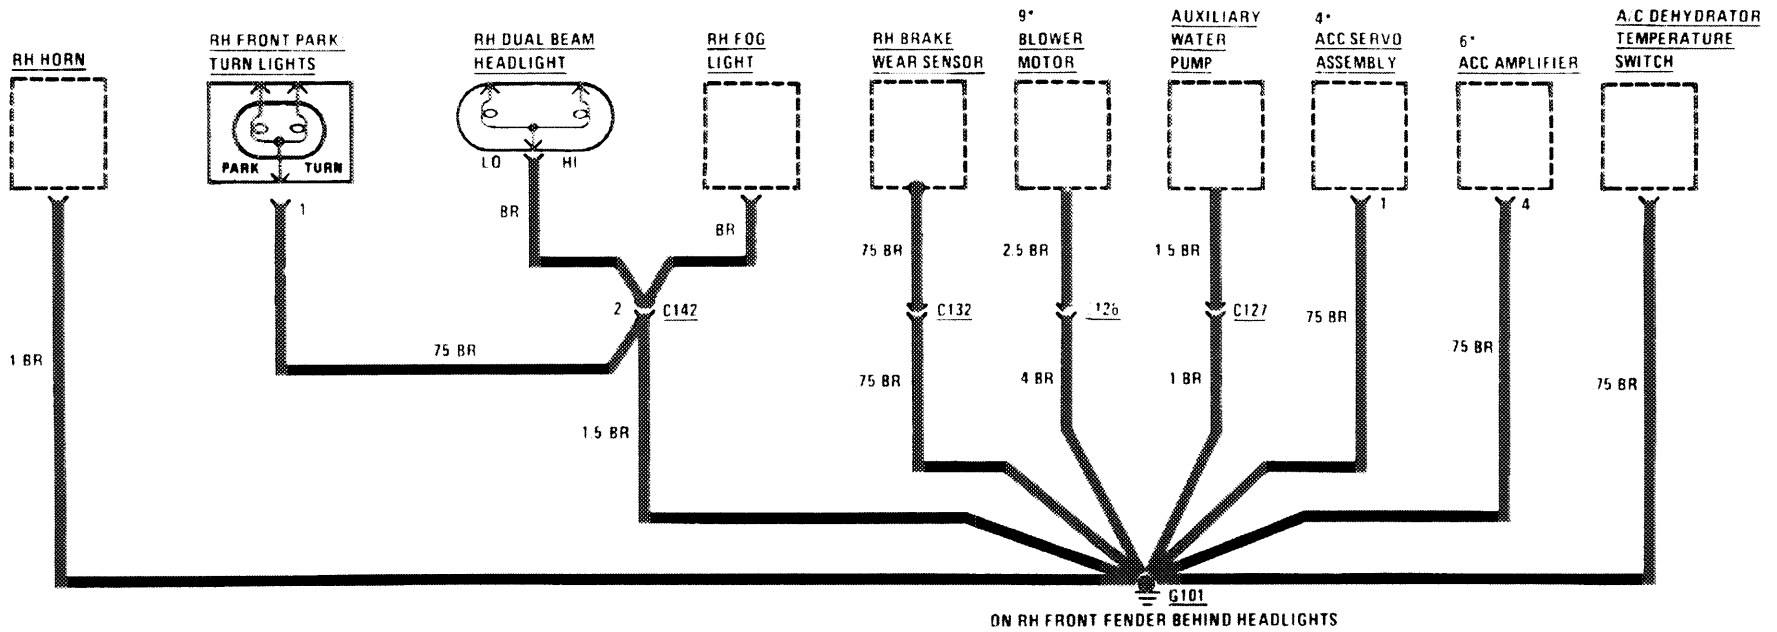 RH HORN
RH FRONT PARK
TURN LIGHTS
RH DUAL BEAM
HEADLIGHT
RH FOG
LIGHT
RH BRAKE
WEAR SENSOR
9*
BLOWER
MOTOR
AUXILIARY
WATER
PUMP
4*
ACC SERVO
ASSEMBLY
6*
ACC AMPLIFIER
A/C DEHYDRATOR
TEMPERATURE
SWITCH
PARK TURN
LO HI
1
1
4
BR
BR
75 BR
2.5 BR
1 5 BR
2 C142
C132
126
C127
75 BR
75 BR
1 BR
75 BR
75 BR
4 BR
1 BR
75 BR
1.5 BR
G101
ON RH FRONT FENDER BEHIND HEADLIGHTS